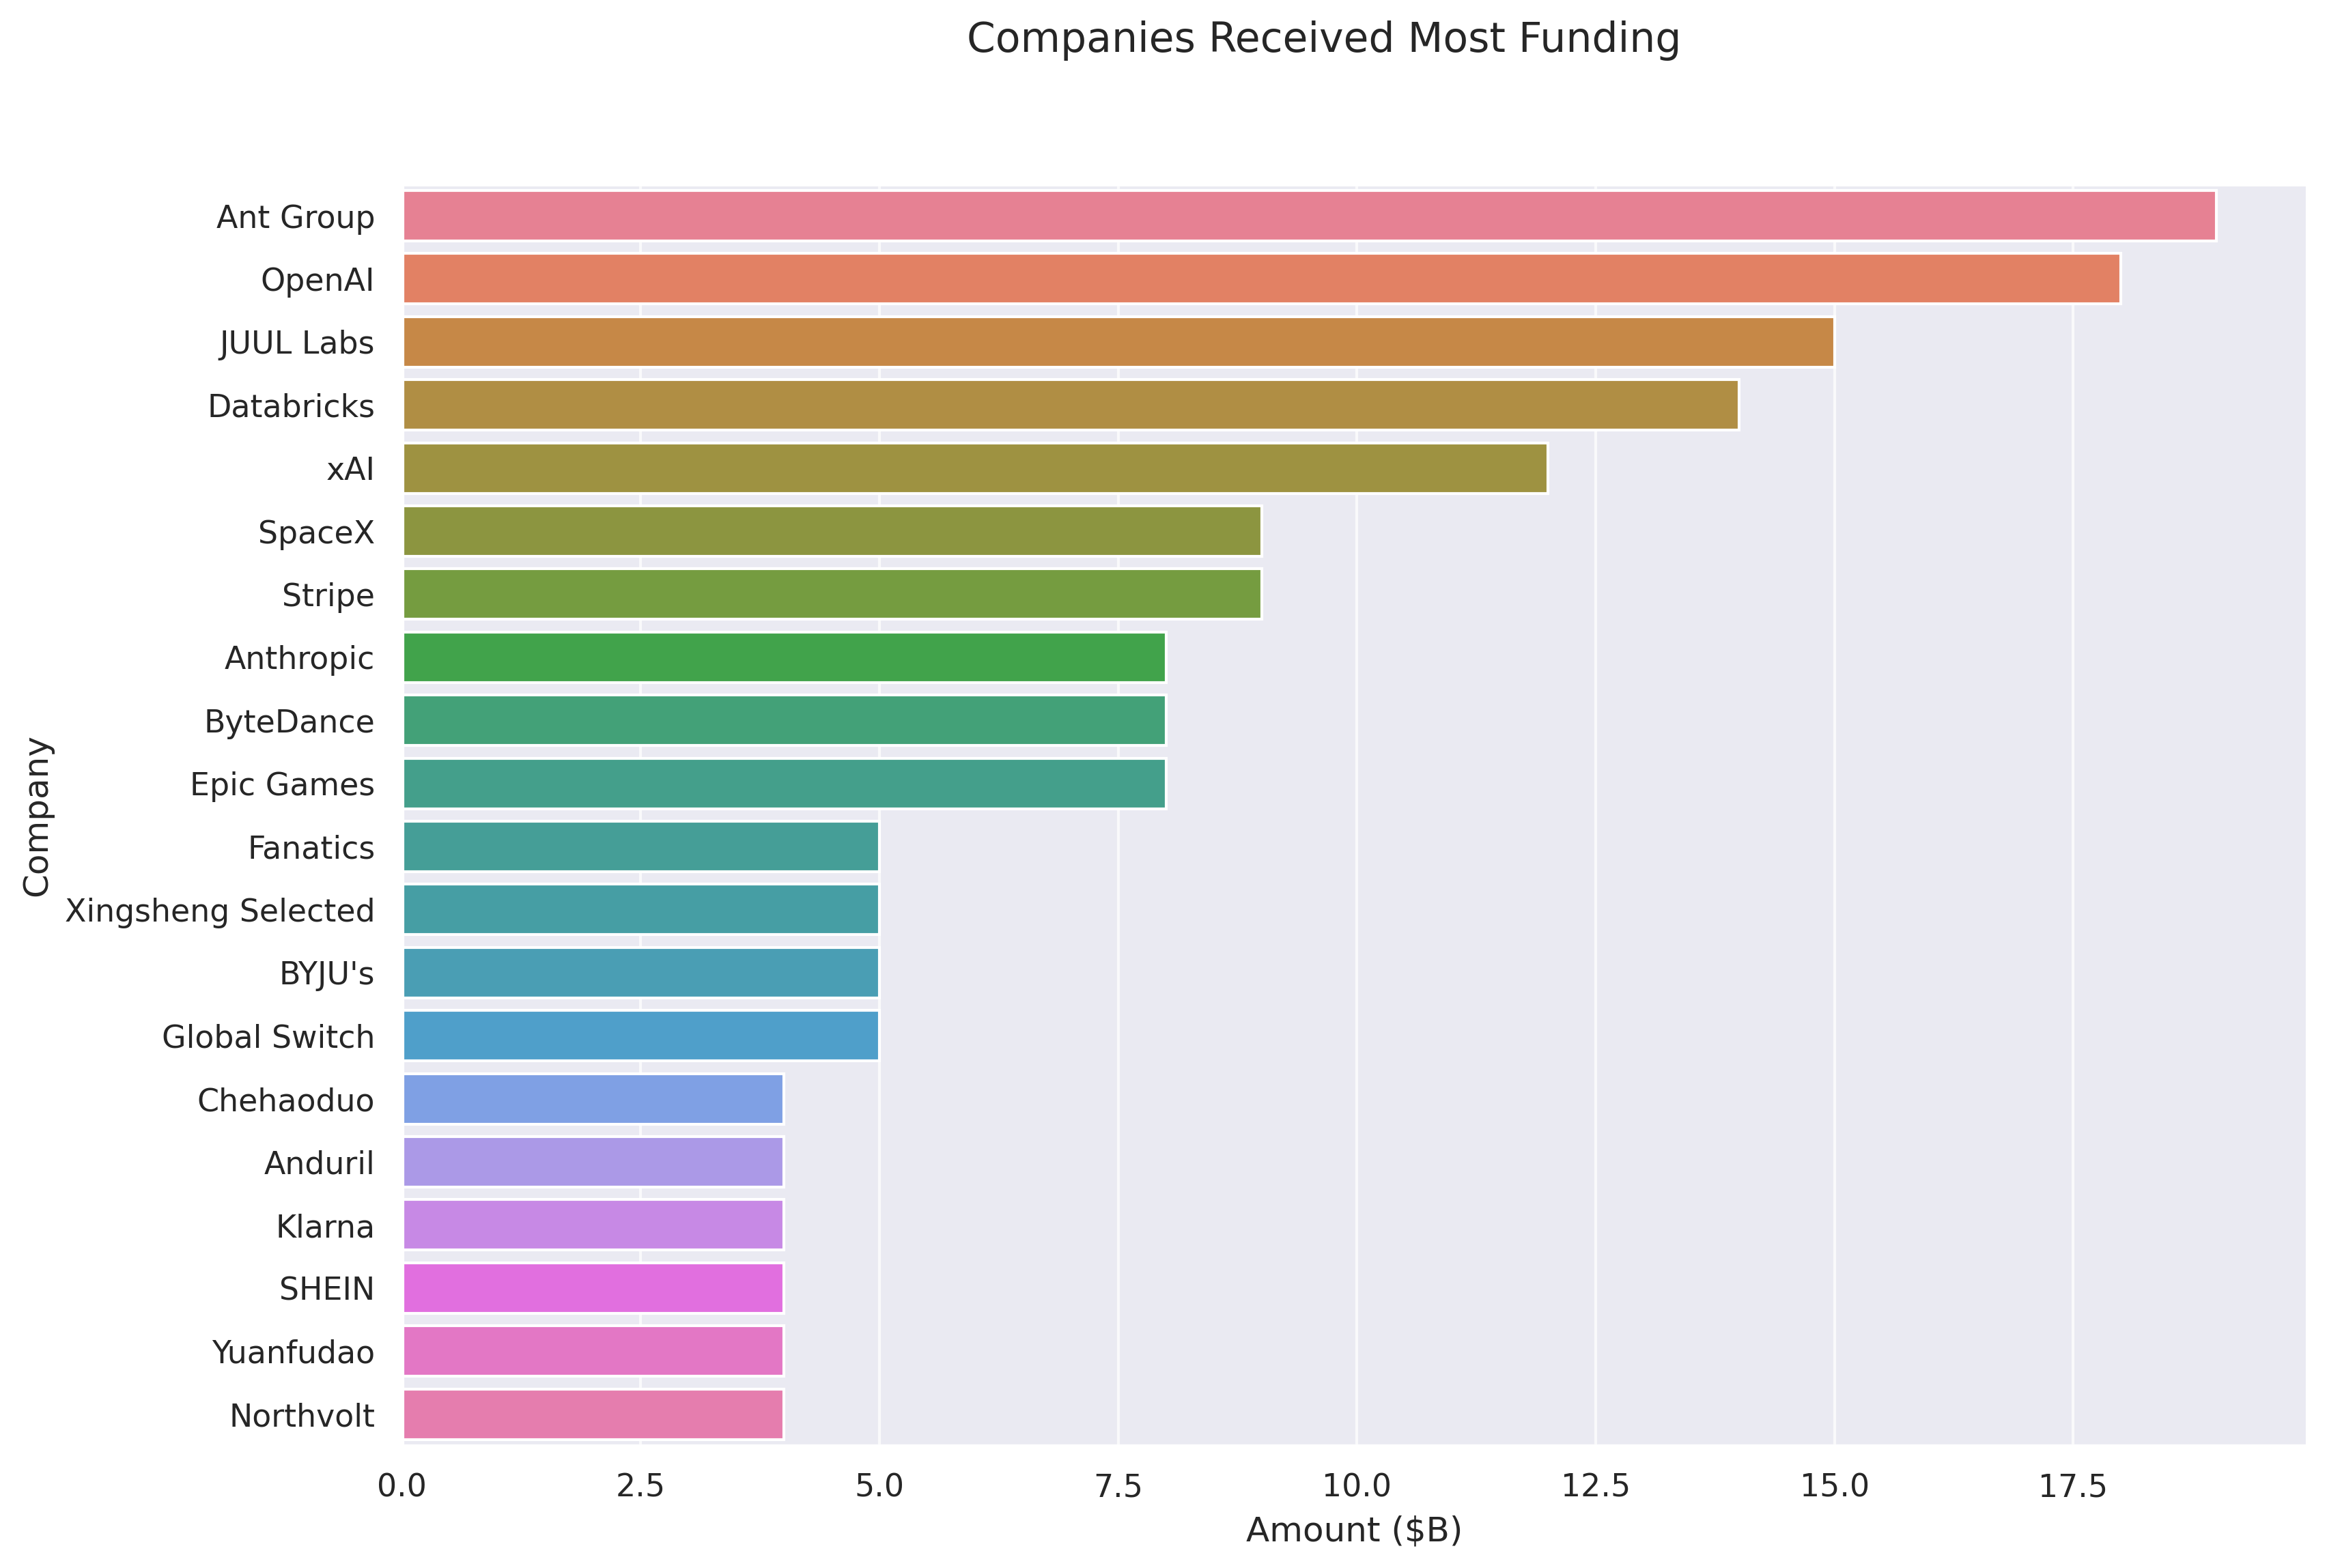 Companies Received Most Funding
Company
Ant Group
OpenAI
JUUL Labs
Databricks
xAI
SpaceX
Stripe
Anthropic
ByteDance
Epic Games
Fanatics
Xingsheng Selected
BYJU's
Global Switch
Chehaoduo
Anduril
Klarna
SHEIN
Yuanfudao
Northvolt
0.0 2.5 5.0 7.5 10.0 12.5 15.0 17.5
Amount ($B)